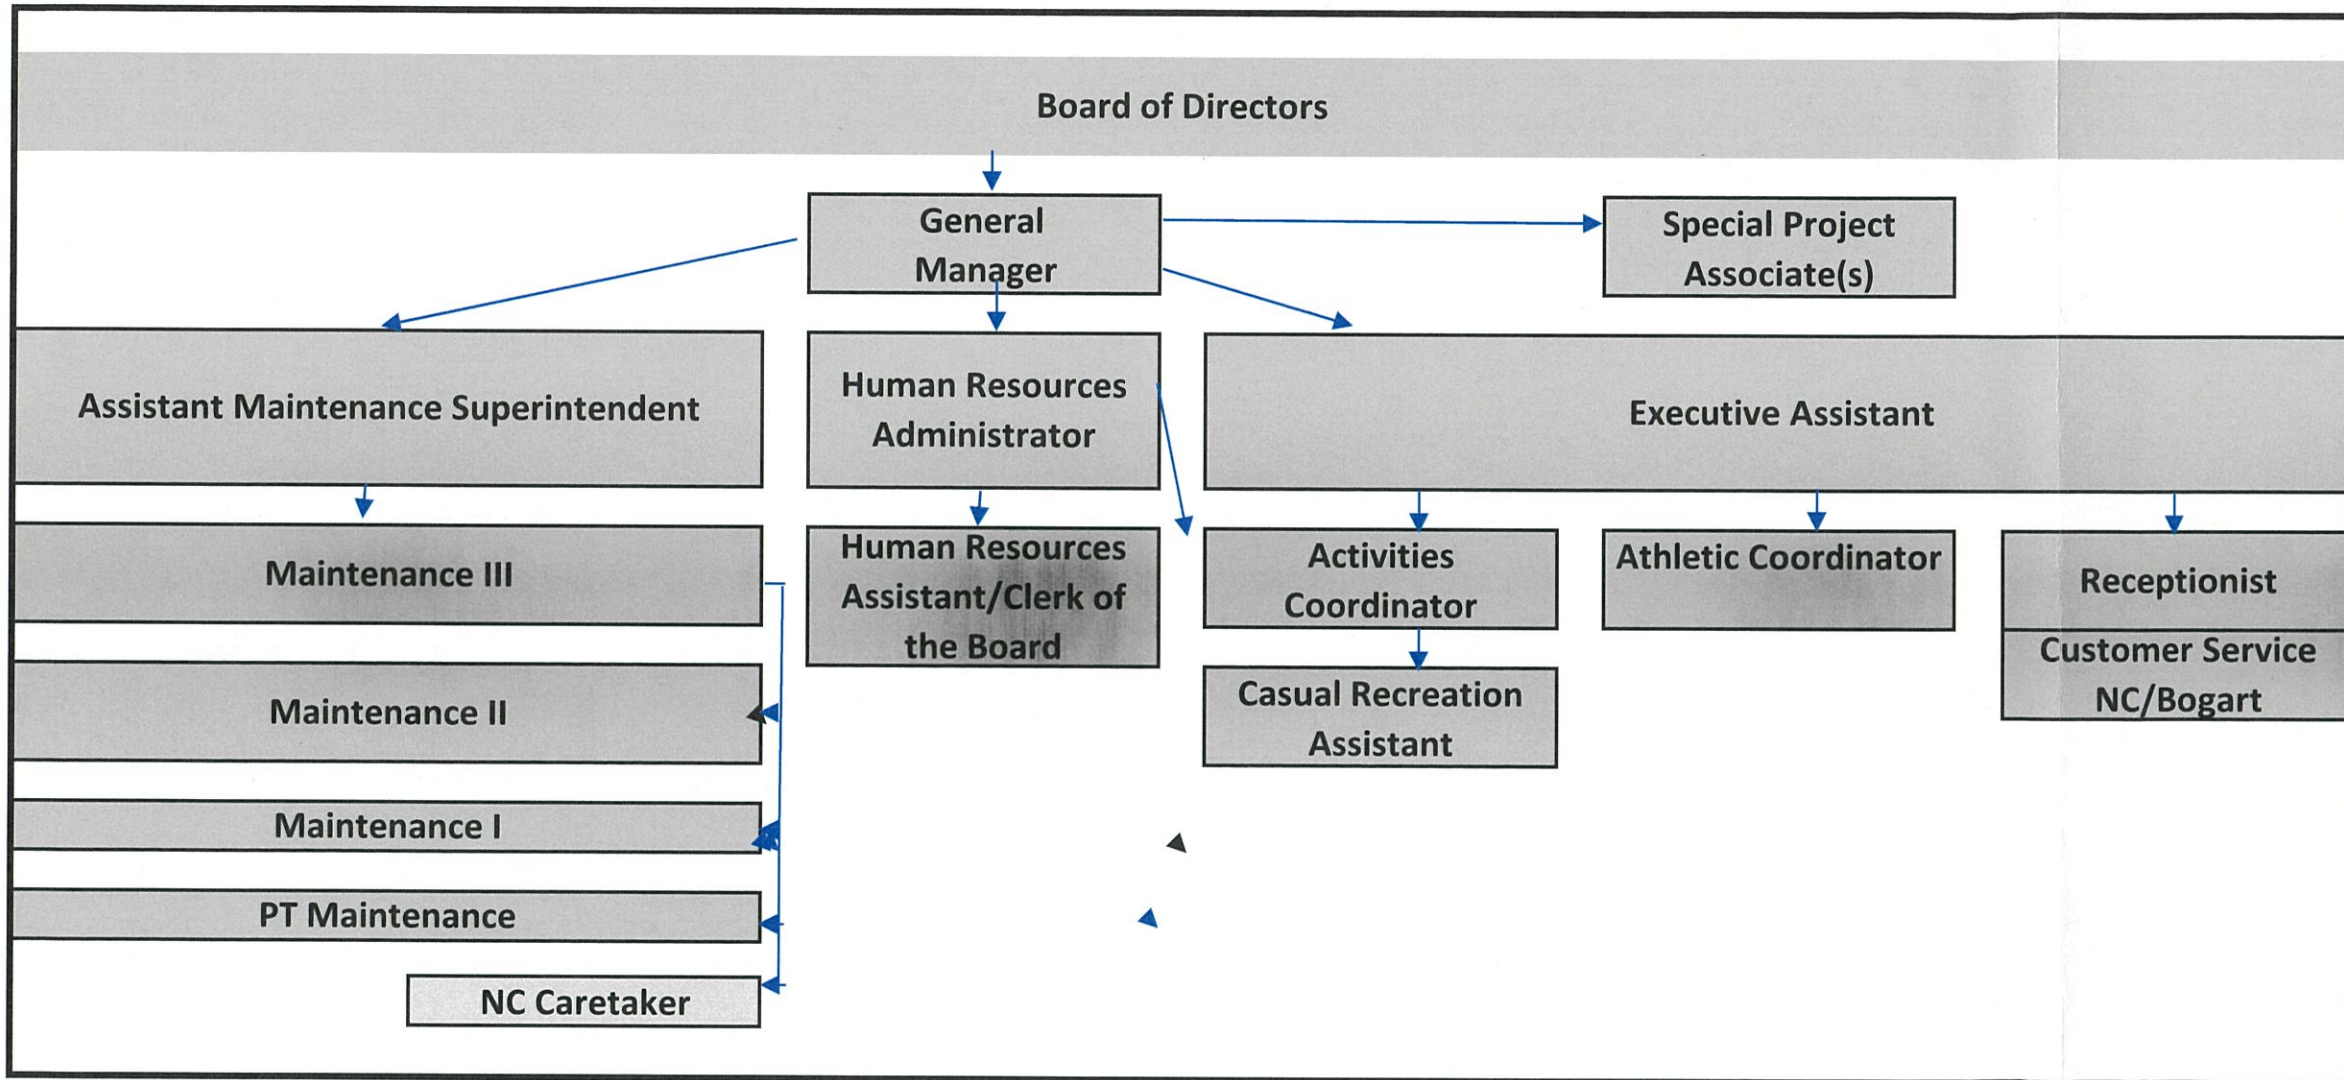 Board of Directors
General
Manager
Special Project
Associate(s)
Assistant Maintenance Superintendent
Human Resources
Administrator
Executive Assistant
Maintenance III
Human Resources
Assistant/Clerk of
the Board
Activities
Coordinator
Athletic Coordinator
Receptionist
Customer Service
NC/Bogart
Maintenance II
Casual Recreation
Assistant
Maintenance I
PT Maintenance
NC Caretaker